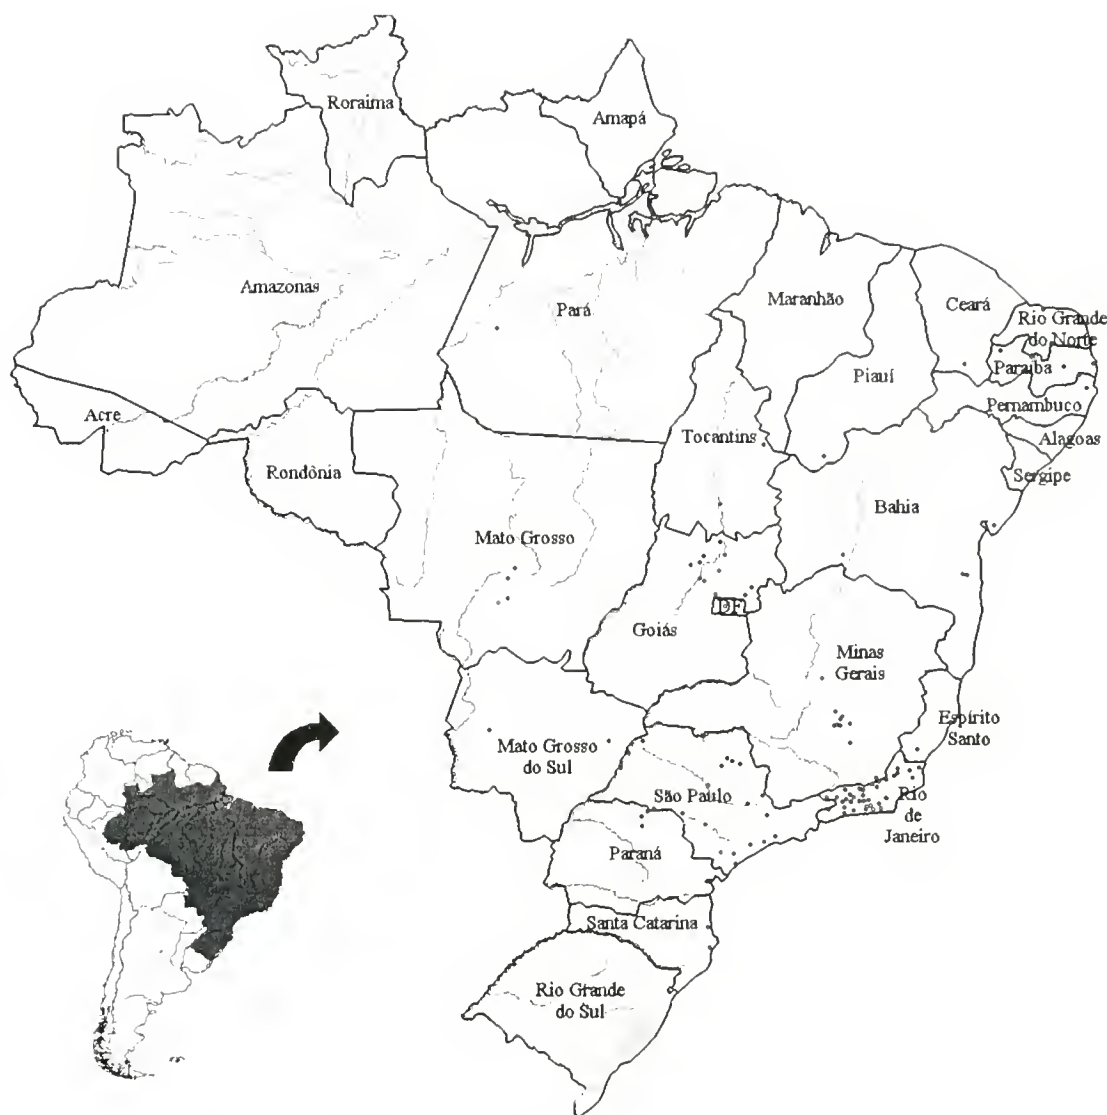 Roraima
Amapá
Amazonas
Pará
Maranhão
Ceará
Rio Grande
do Norte
Paraíba
Piauí
Pernambuco
Acre
Tocantins
Alagoas
Rondônia
Sergipe
Bahia
Mato Grosso
DF
Goiás
Minas
Gerais
Espírito
Santo
Mato Grosso
do Sul
São Paulo
Rio
de
Janeiro
Paraná
Santa Catarina
Rio Grande
do Sul